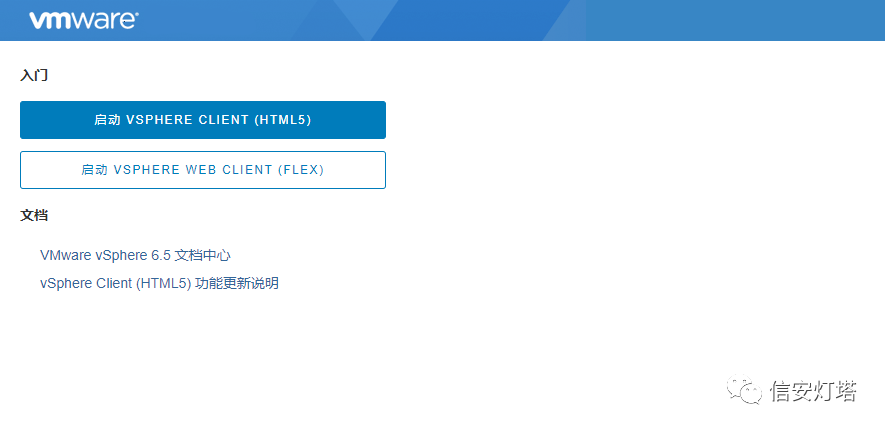 vmware®
入门
启动 VSPHERE CLIENT (HTML5)
启动 VSPHERE WEB CLIENT (FLEX)
文档
VMware vSphere 6.5 文档中心
vSphere Client (HTML5) 功能更新说明
信安灯塔